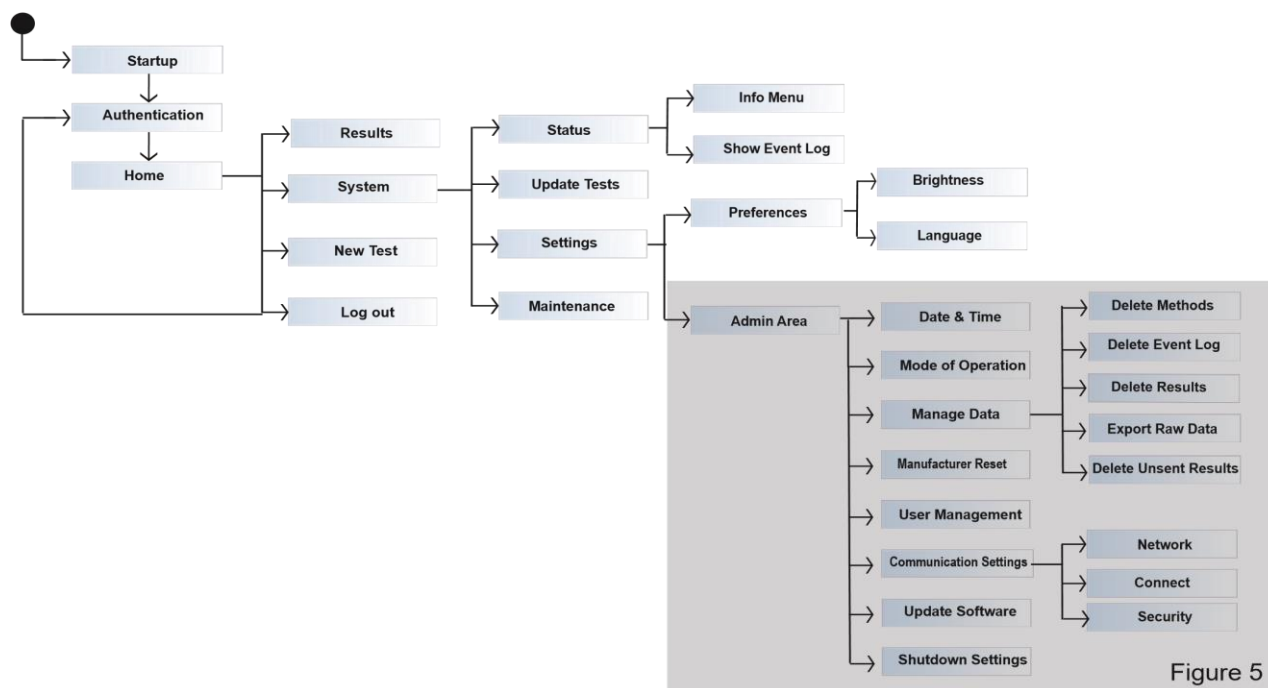 Startup
Authentication
Home
Results
System
New Test
Log out
Status
Update Tests
Settings
Maintenance
Info Menu
Show Event Log
Preferences
Brightness
Language
Admin Area
Date & Time
Mode of Operation
Manage Data
Manufacturer Reset
User Management
Communication Settings
Update Software
Shutdown Settings
Delete Methods
Delete Event Log
Delete Results
Export Raw Data
Delete Unsent Results
Network
Connect
Security
Figure 5